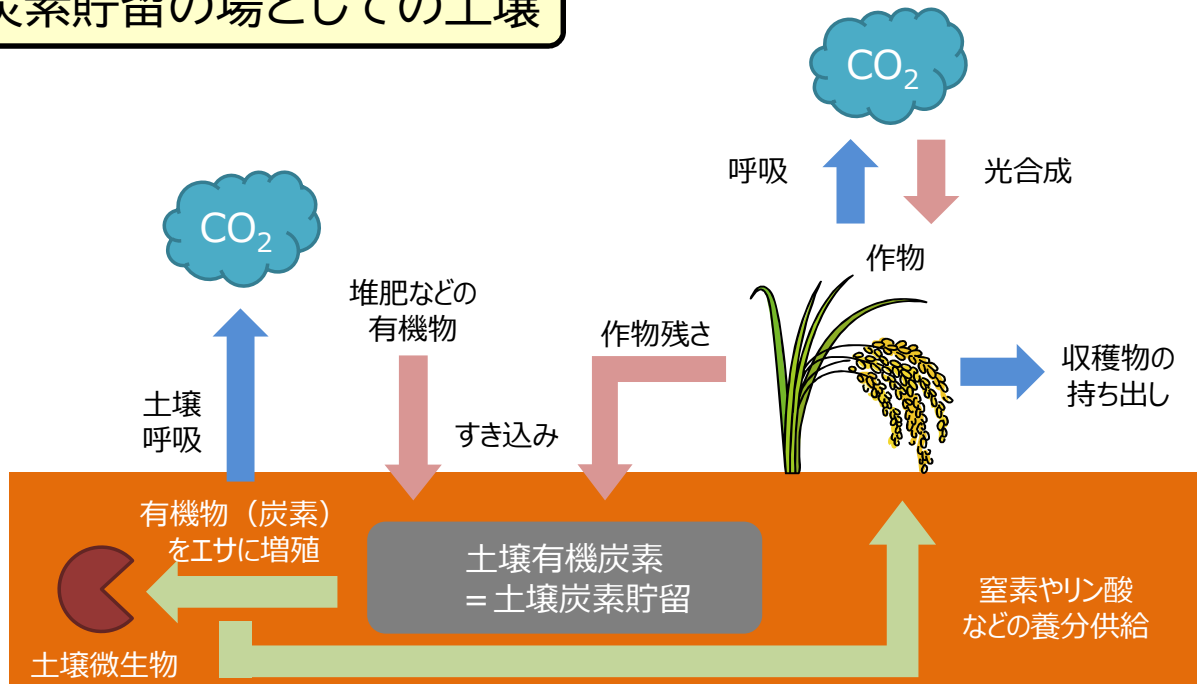 炭素貯留の場としての土壌
CO2
呼吸
光合成
CO2
作物
堆肥などの
有機物
作物残さ
収穫物の
持ち出し
土壌
呼吸
すき込み
有機物（炭素）
をエサに増殖
土壌有機炭素
＝土壌炭素貯留
窒素やリン酸
などの養分供給
土壌微生物